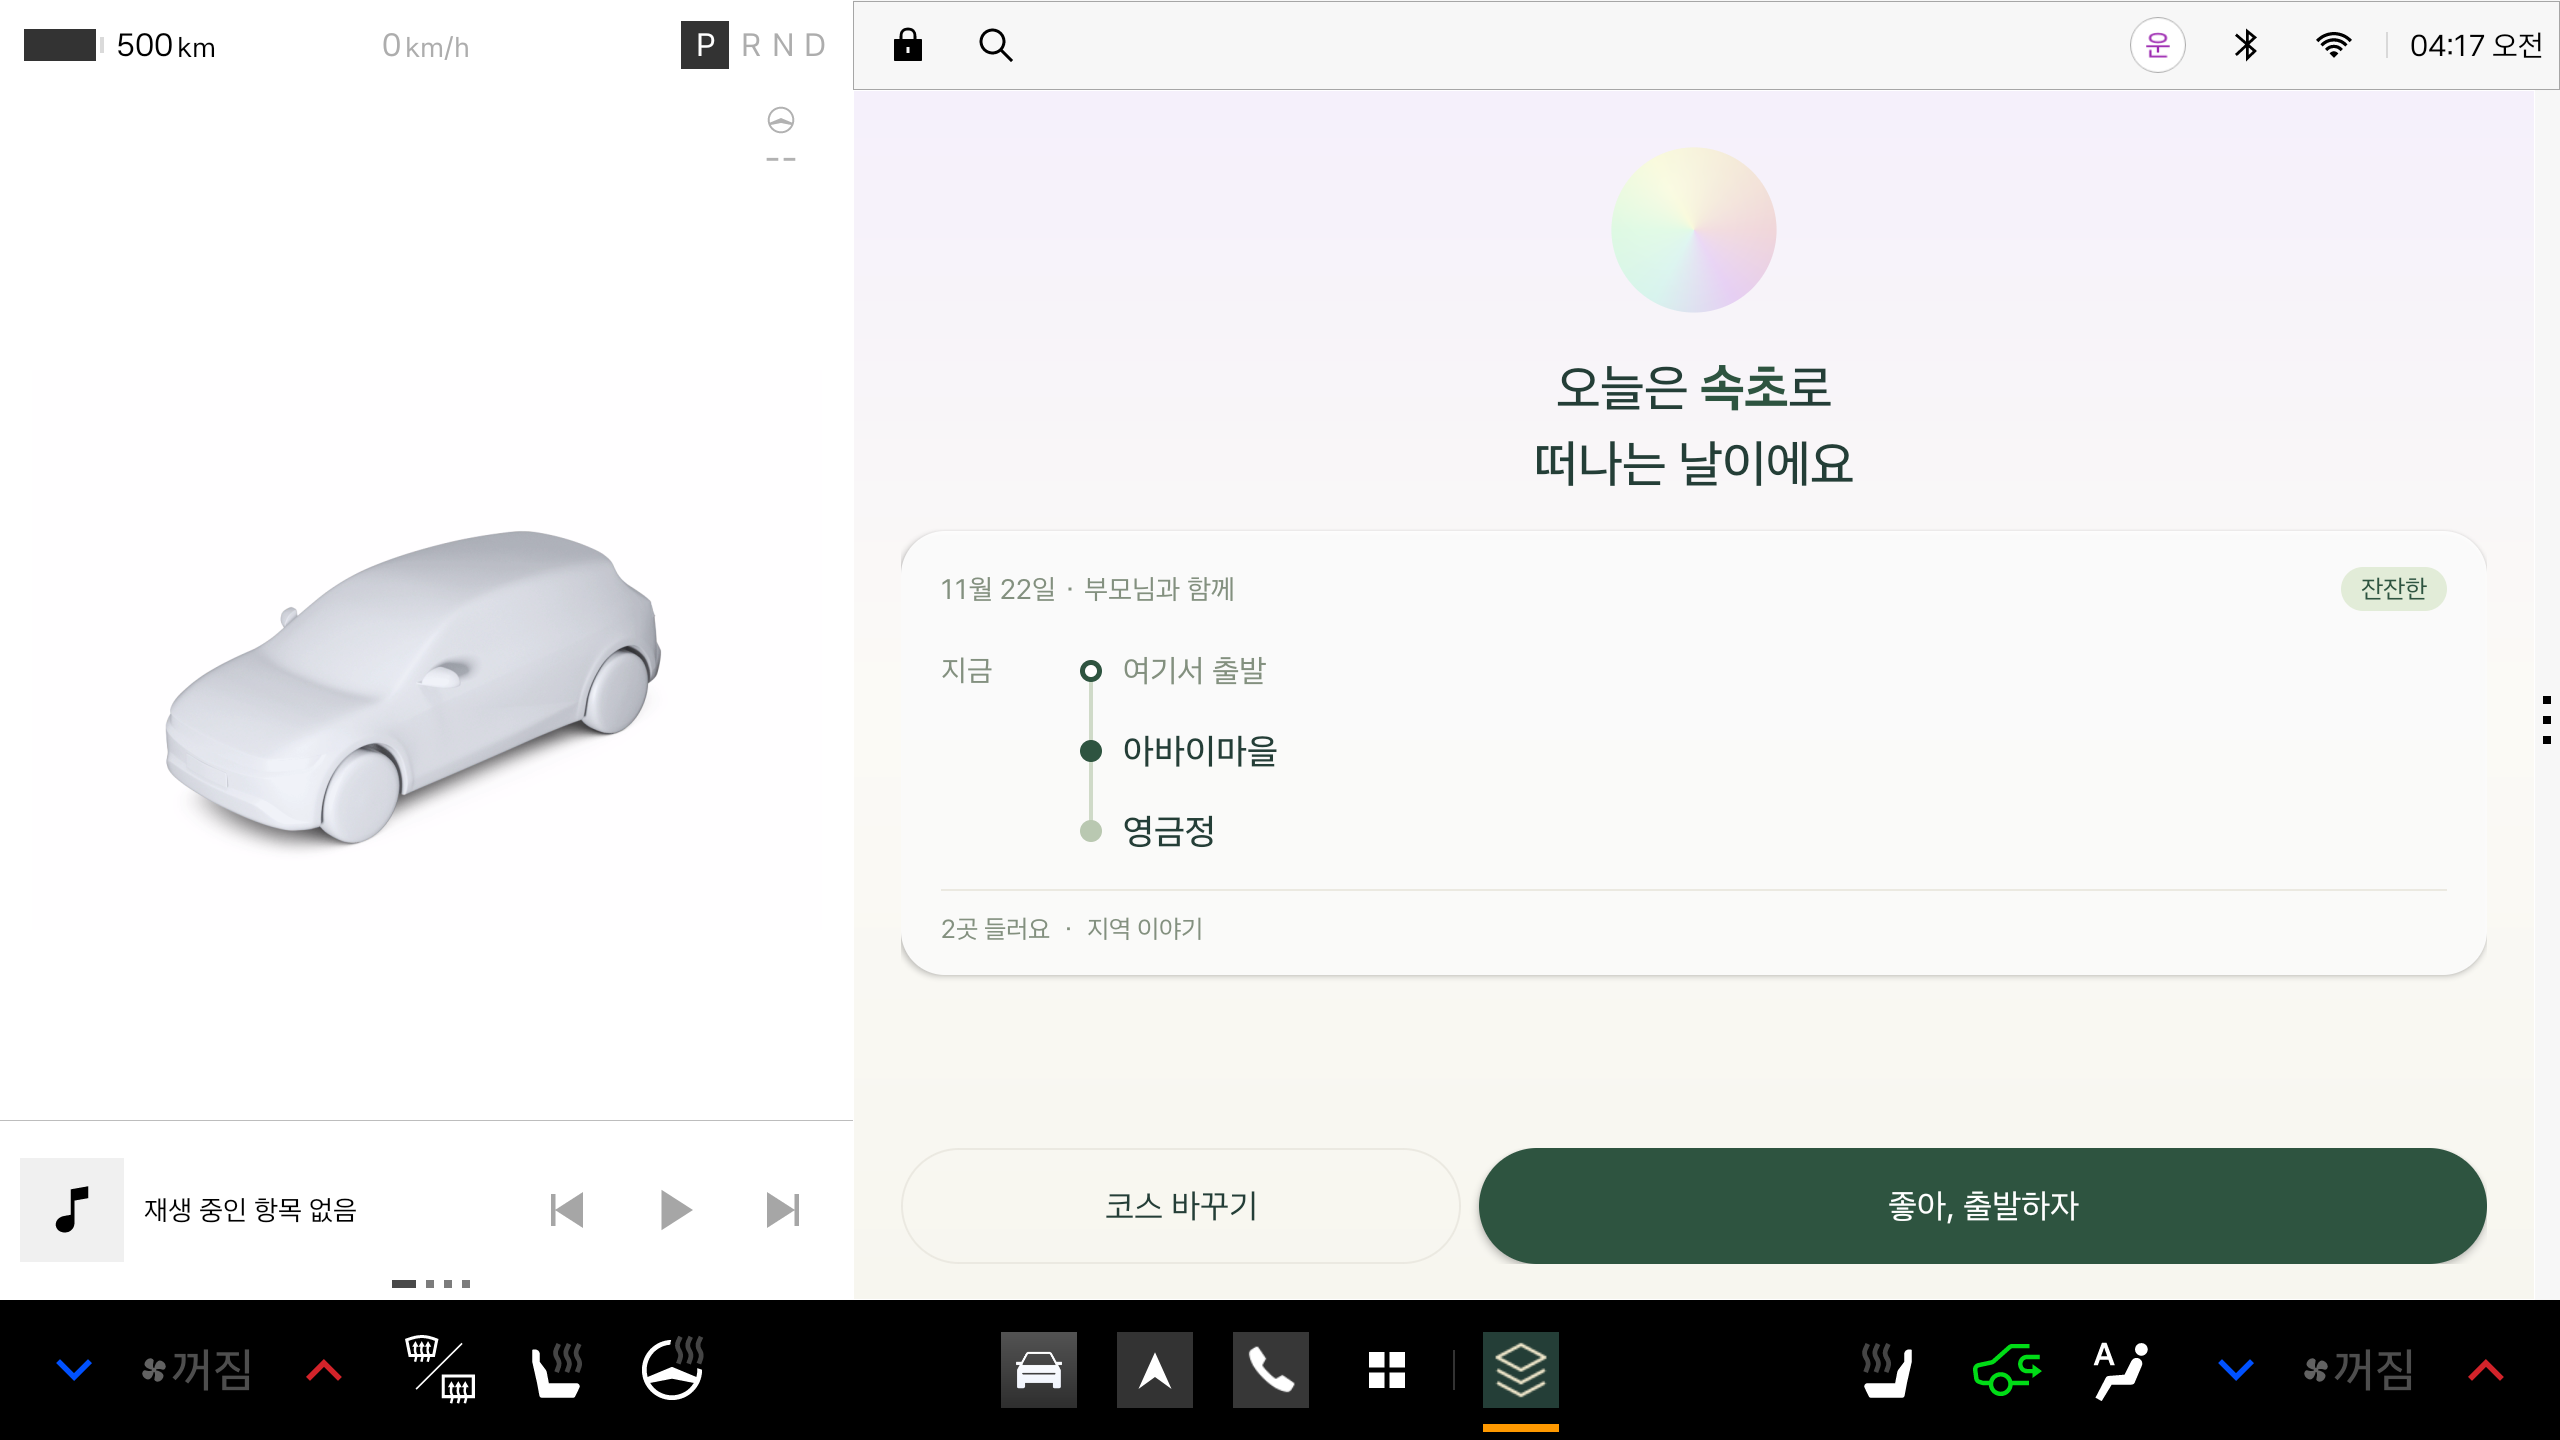 500 km
0 km/h
P R N D
운
04:17 오전
--
오늘은 속초로
떠나는 날이에요
11월 22일 · 부모님과 함께
잔잔한
지금
여기서 출발
아바이마을
영금정
2곳 들러요 · 지역 이야기
코스 바꾸기
좋아, 출발하자
재생 중인 항목 없음
꺼짐
A
꺼짐